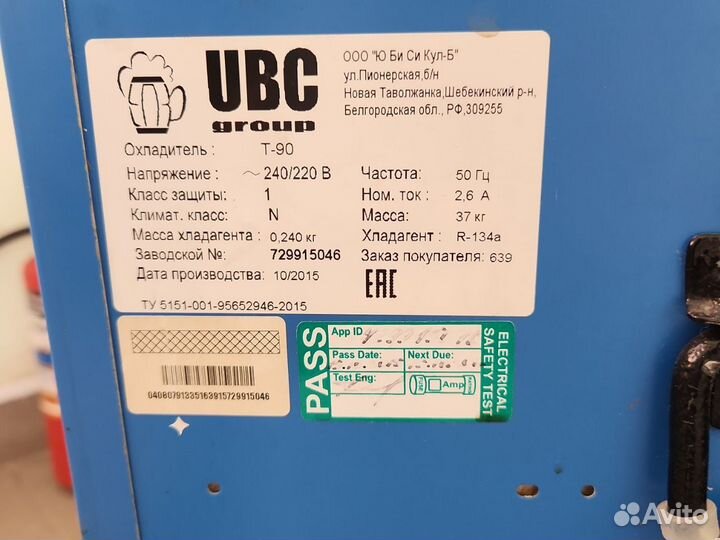 UBC
group
ООО "Ю Би Си Кул-Б"
ул.Пионерская,б/н
Новая Таволжанка,Шебекинский р-н,
Белгородская обл., РФ,309255
Охладитель : Т-90
Напряжение : ~ 240/220 В Частота: 50 Гц
Класс защиты: 1 Ном. ток : 2,6 А
Климат. класс: N Масса: 37 кг
Масса хладагента : 0,240 кг Хладагент: R-134a
Заводской №: 729915046 Заказ покупателя: 639
Дата производства: 10/2015
EAC
ТУ 5151-001-95652946-2015
04080791335163915729915046
PASS
App ID
Pass Date: Next Due:
Test Eng:
Amp
ELECTRICAL
SAFETY TEST
Avito